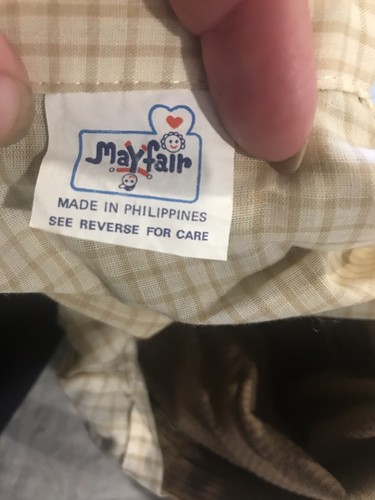 Mayfair
MADE IN PHILIPPINES
SEE REVERSE FOR CARE